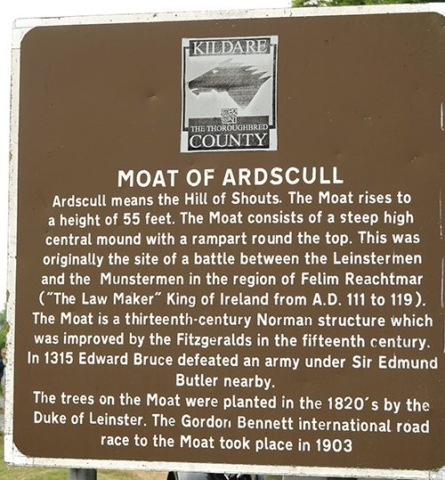 KILDARE
THE THOROUGHBRED
COUNTY
MOAT OF ARDSCULL
Ardscull means the Hill of Shouts. The Moat rises to
a height of 55 feet. The Moat consists of a steep high
central mound with a rampart round the top. This was
originally the site of a battle between the Leinstermen
and the Munstermen in the region of Felim Reachtmar
("The Law Maker" King of Ireland from A.D. 111 to 119).
The Moat is a thirteenth-century Norman structure which
was improved by the Fitzgeralds in the fifteenth century.
In 1315 Edward Bruce defeated an army under Sir Edmund
Butler nearby.
The trees on the Moat were planted in the 1820's by the
Duke of Leinster. The Gordon Bennett international road
race to the Moat took place in 1903